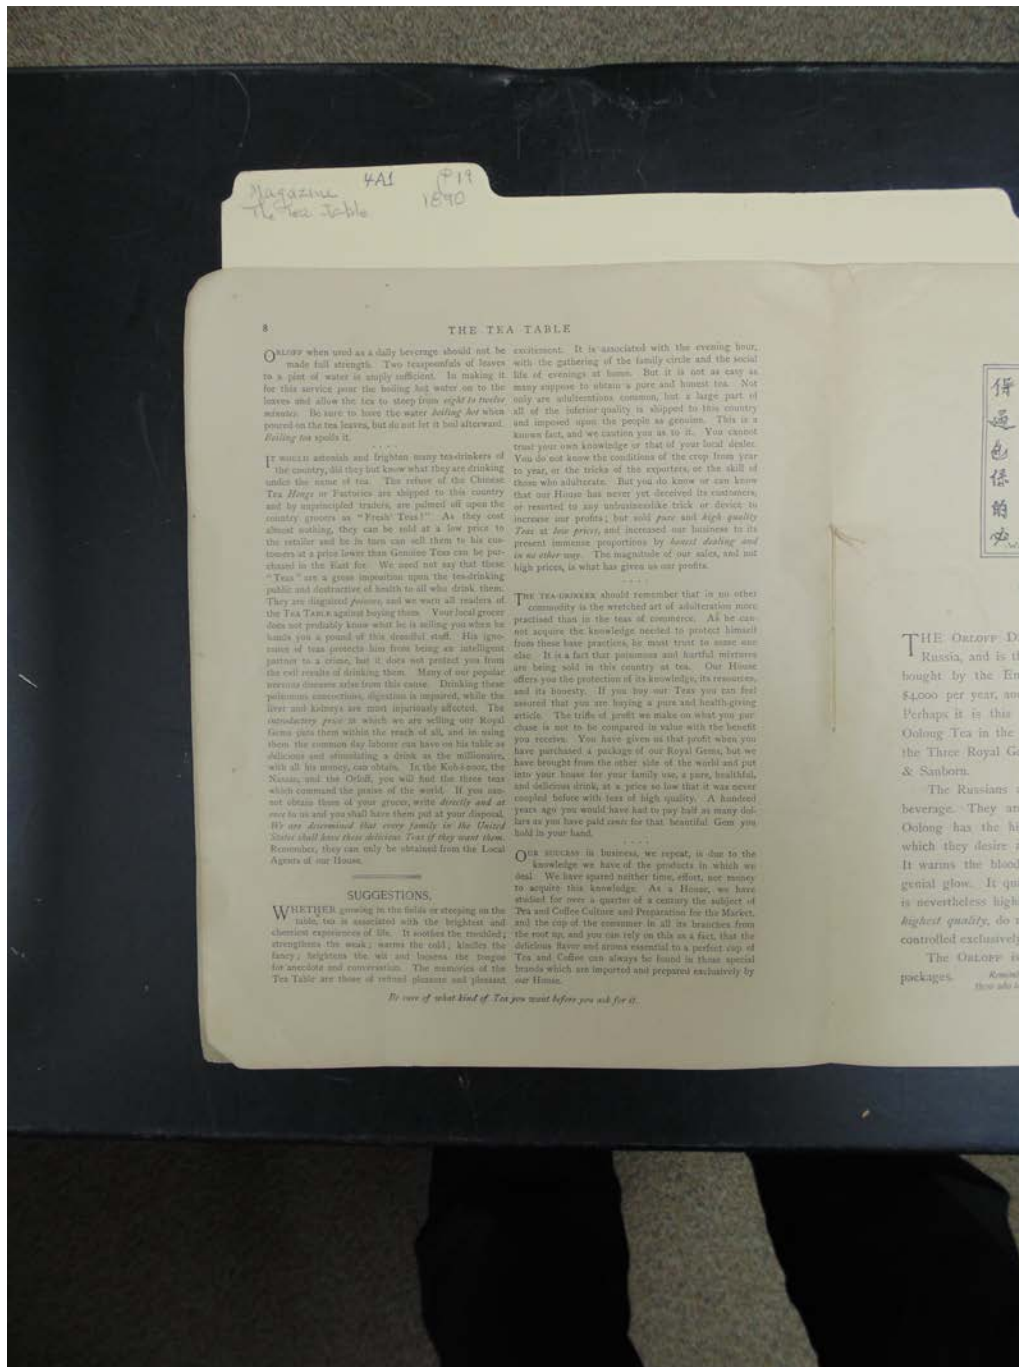 Magazine 4A1 P19
The Tea Table 1890
8
THE TEA TABLE
ORLOFF when used as a daily beverage should not be
made full strength. Two teaspoonfuls of leaves
to a pint of water is amply sufficient. In making it
for this service pour the boiling hot water on to the
leaves and allow the tea to steep from eight to twelve
minutes. Be sure to have the water boiling hot when
poured on the tea leaves, but do not let it boil afterward.
Boiling tea spoils it.
....
IT WOULD astonish and frighten many tea-drinkers of
the country, did they but know what they are drinking
under the name of tea. The refuse of the Chinese
Tea Hongs or Factories are shipped to this country
and by unprincipled traders, are palmed off upon the
country grocers as "Fresh Teas!" As they cost
almost nothing, they can be sold at a low price to
the retailer and he in turn can sell them to his cus-
tomers at a price lower than Genuine Teas can be pur-
chased in the East for. We need not say that these
"Teas" are a gross imposition upon the tea-drinking
public and destructive of health to all who drink them.
They are disguised poisons, and we warn all readers of
the TEA TABLE against buying them. Your local grocer
does not probably know what he is selling you when he
hands you a pound of this dreadful stuff. His igno-
rance of teas protects him from being an intelligent
partner to a crime, but it does not protect you from
the evil results of drinking them. Many of our popular
nervous diseases arise from this cause. Drinking these
poisonous concoctions, digestion is impaired, while the
liver and kidneys are most injuriously affected. The
introductory price at which we are selling our Royal
Gems puts them within the reach of all, and in using
them the common day laborer can have on his table as
delicious and stimulating a drink as the millionaire,
with all his money, can obtain. In the Koh-i-noor, the
Nassac, and the Orloff, you will find the three teas
which command the praise of the world. If you can-
not obtain them of your grocer, write directly and at
once to us and you shall have them put at your disposal.
We are determined that every family in the United
States shall have these delicious Teas if they want them.
Remember, they can only be obtained from the Local
Agents of our House.
SUGGESTIONS.
WHETHER growing in the fields or steeping on the
table, tea is associated with the brightest and
cheeriest experiences of life. It soothes the troubled;
strengthens the weak; warms the cold; kindles the
fancy; heightens the wit and loosens the tongue
for anecdote and conversation. The memories of the
Tea Table are those of refined pleasure and pleasant
excitement. It is associated with the evening hour,
with the gathering of the family circle and the social
life of evenings at home. But it is not as easy as
many suppose to obtain a pure and honest tea. Not
only are adulterations common, but a large part of
all of the inferior quality is shipped to this country
and imposed upon the people as genuine. This is a
known fact, and we caution you as to it. You cannot
trust your own knowledge or that of your local dealer.
You do not know the conditions of the crop from year
to year, or the tricks of the exporters, or the skill of
those who adulterate. But you do know or can know
that our House has never yet deceived its customers,
or resorted to any unbusinesslike trick or device to
increase our profits; but sold pure and high quality
Teas at low prices, and increased our business to its
present immense proportions by honest dealing and
in no other way. The magnitude of our sales, and not
high prices, is what has given us our profits.
....
THE TEA-DRINKER should remember that in no other
commodity is the wretched art of adulteration more
practised than in the teas of commerce. As he can-
not acquire the knowledge needed to protect himself
from these base practices, he must trust to some one
else. It is a fact that poisonous and hurtful mixtures
are being sold in this country at tea. Our House
offers you the protection of its knowledge, its resources,
and its honesty. If you buy our Teas you can feel
assured that you are buying a pure and health-giving
article. The trifle of profit we make on what you pur-
chase is not to be compared in value with the benefit
you receive. You have given us that profit when you
have purchased a package of our Royal Gems, but we
have brought from the other side of the world and put
into your house for your family use, a pure, healthful,
and delicious drink, at a price so low that it was never
coupled before with teas of high quality. A hundred
years ago you would have had to pay half as many dol-
lars as you have paid cents for that beautiful Gem you
hold in your hand.
....
OUR SUCCESS in business, we repeat, is due to the
knowledge we have of the products in which we
deal. We have spared neither time, effort, nor money
to acquire this knowledge. As a House, we have
studied for over a quarter of a century the subject of
Tea and Coffee Culture and Preparation for the Market,
and the cup of the consumer in all its branches from
the root up, and you can rely on this as a fact, that the
delicious flavor and aroma essential to a perfect cup of
Tea and Coffee can always be found in those special
brands which are imported and prepared exclusively by
our House.
Be sure of what kind of Tea you want before you ask for it.
的
THE ORLOFF
Russia, and is
bought by the
$4,000 per year,
Perhaps it is this
Oolong Tea in the
the Three Royal
& Sanborn.
The Russians
beverage. They
Oolong has the
which they desire
It warms the blood
genial glow. It
is nevertheless
highest quality, do
controlled exclusively
The ORLOFF is
packages.